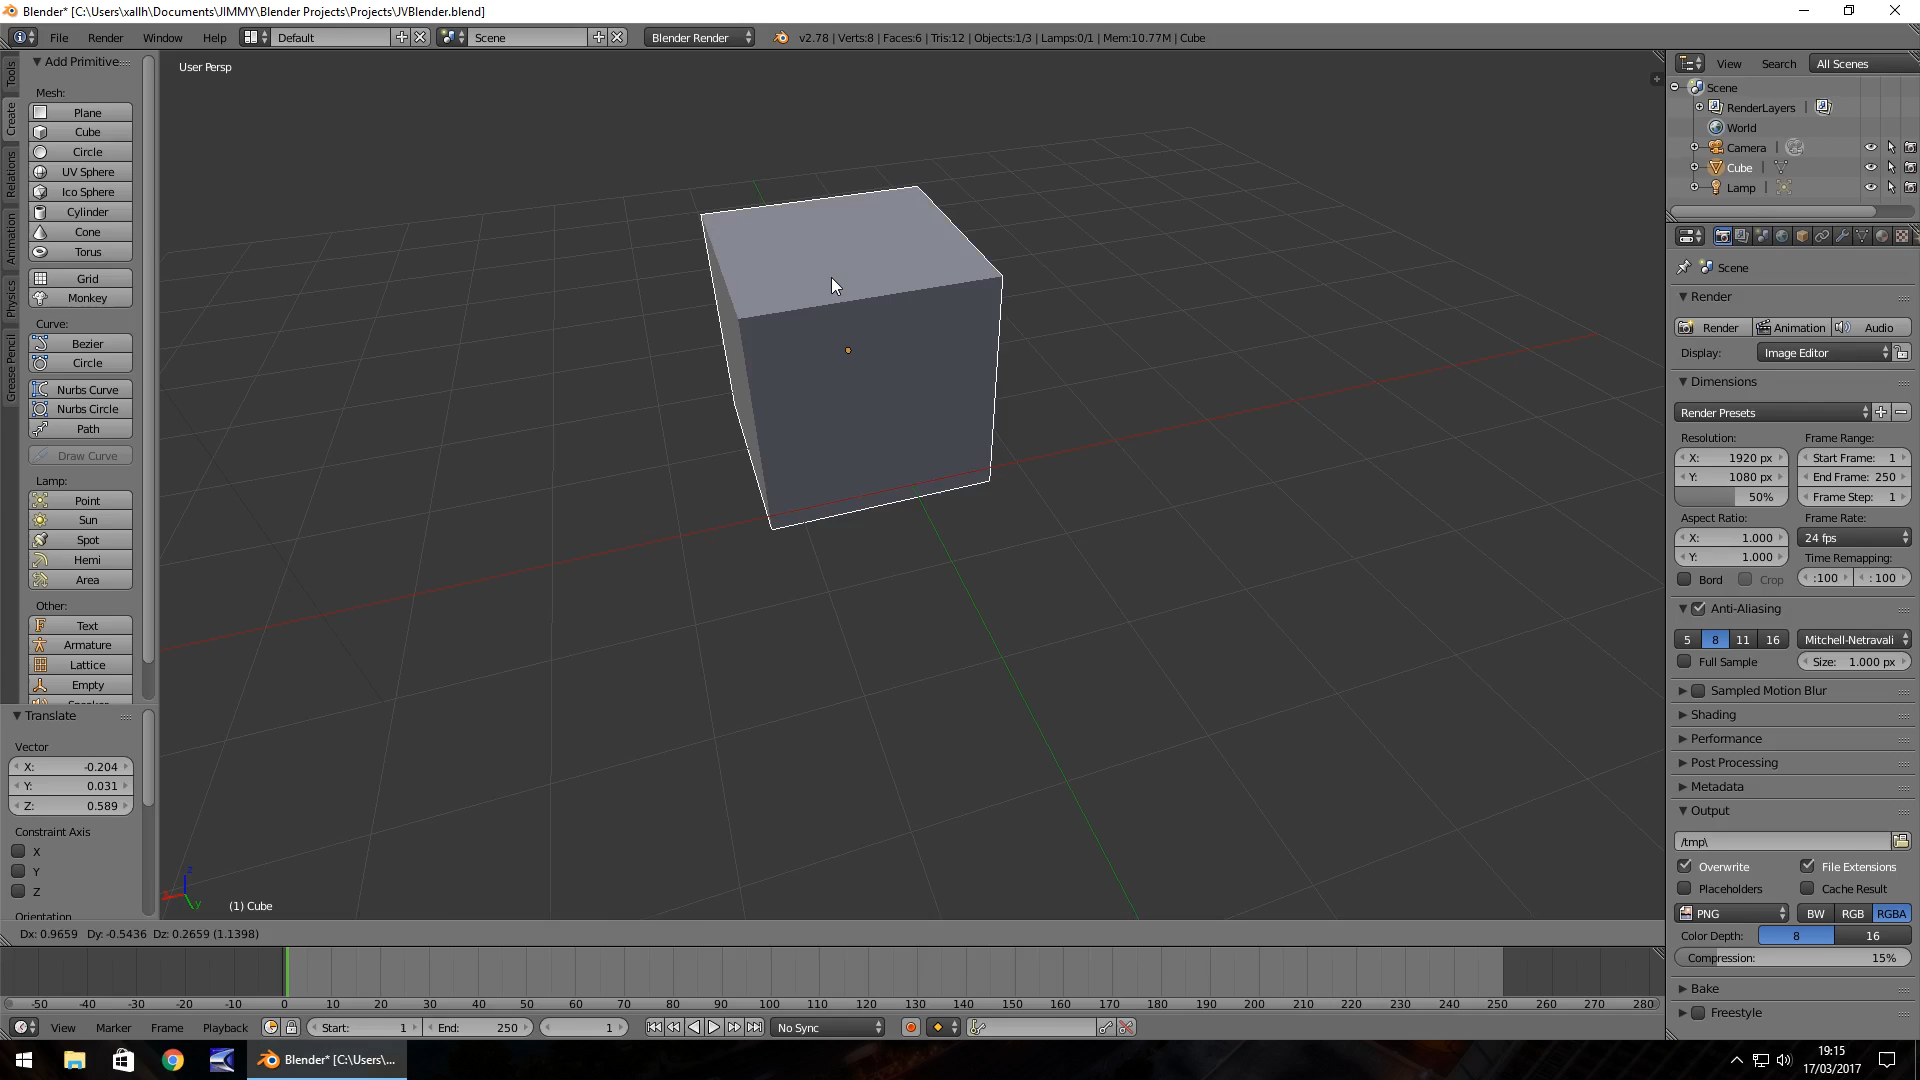 Blender* [C:\Users\xallh\Documents\JIMMY\Blender Projects\Projects\JVBlender.blend]
File Render Window Help Default Scene Blender Render v2.78 | Verts:8 | Faces:6 | Tris:12 | Objects:1/3 | Lamps:0/1 | Mem:10.77M | Cube
Tools
Create
Relations
Animation
Physics
Grease Pencil
Add Primitive
Mesh:
Plane
Cube
Circle
UV Sphere
Ico Sphere
Cylinder
Cone
Torus
Grid
Monkey
Curve:
Bezier
Circle
Nurbs Curve
Nurbs Circle
Path
Draw Curve
Lamp:
Point
Sun
Spot
Hemi
Area
Other:
Text
Armature
Lattice
Empty
Translate
Vector
X: -0.204
Y: 0.031
Z: 0.589
Constraint Axis
X
Y
Z
Orientation
User Persp
z
y
(1) Cube
Dx: 0.9659 Dy: -0.5436 Dz: 0.2659 (1.1398)
View Search All Scenes
Scene
RenderLayers |
World
Camera |
Cube |
Lamp |
Scene
Render
Render Animation Audio
Display: Image Editor
Dimensions
Render Presets
Resolution: Frame Range:
X: 1920 px Start Frame: 1
Y: 1080 px End Frame: 250
50% Frame Step: 1
Aspect Ratio: Frame Rate:
X: 1.000 24 fps
Y: 1.000 Time Remapping:
Bord Crop :100 : 100
Anti-Aliasing
5 8 11 16 Mitchell-Netravali
Full Sample Size: 1.000 px
Sampled Motion Blur
Shading
Performance
Post Processing
Metadata
Output
/tmp\
Overwrite File Extensions
Placeholders Cache Result
PNG BW RGB RGBA
Color Depth: 8 16
Compression: 15%
Bake
Freestyle
-50 -40 -30 -20 -10 0 10 20 30 40 50 60 70 80 90 100 110 120 130 140 150 160 170 180 190 200 210 220 230 240 250 260 270 280
View Marker Frame Playback Start: 1 End: 250 1 No Sync
Blender* [C:\Users\...
19:15
17/03/2017